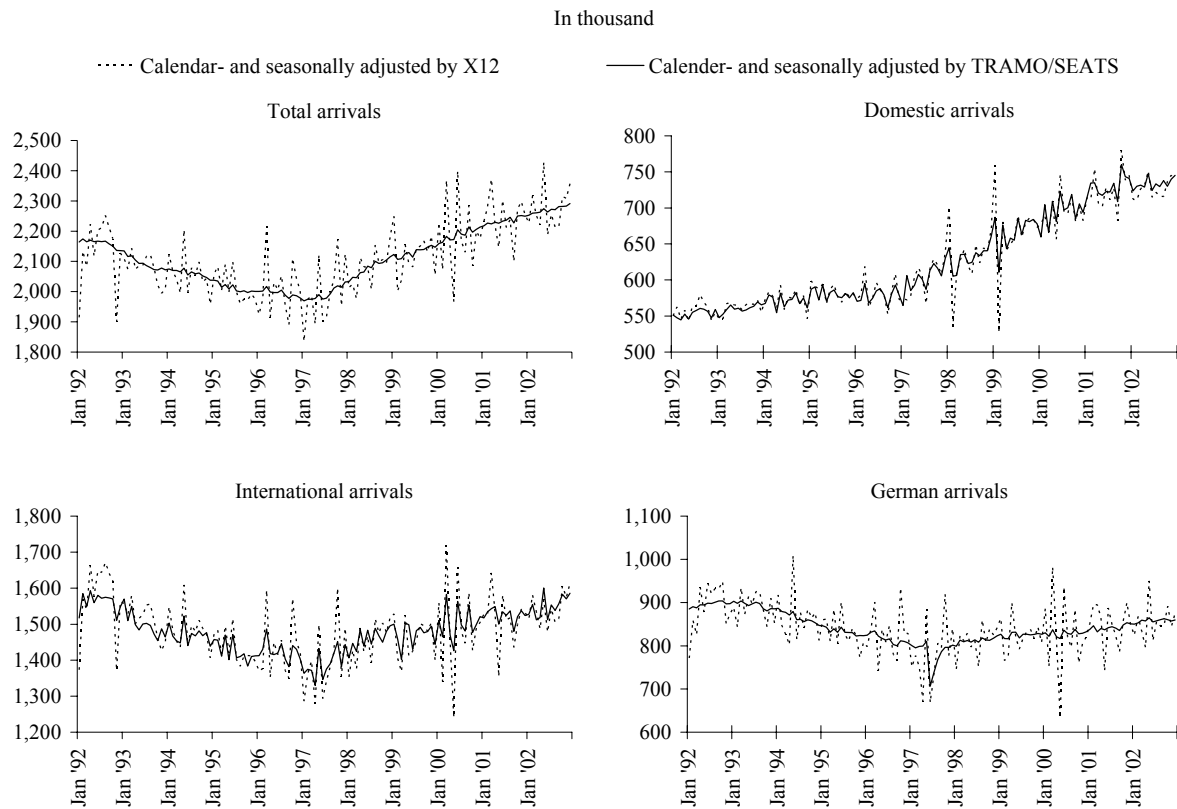 In thousand
Calendar- and seasonally adjusted by X12
Calender- and seasonally adjusted by TRAMO/SEATS
Total arrivals
2,500
2,400
2,300
2,200
2,100
2,000
1,900
1,800
Jan '92
Jan '93
Jan '94
Jan '95
Jan '96
Jan '97
Jan '98
Jan '99
Jan '00
Jan '01
Jan '02
Domestic arrivals
800
750
700
650
600
550
500
Jan '92
Jan '93
Jan '94
Jan '95
Jan '96
Jan '97
Jan '98
Jan '99
Jan '00
Jan '01
Jan '02
International arrivals
1,800
1,700
1,600
1,500
1,400
1,300
1,200
Jan '92
Jan '93
Jan '94
Jan '95
Jan '96
Jan '97
Jan '98
Jan '99
Jan '00
Jan '01
Jan '02
German arrivals
1,100
1,000
900
800
700
600
Jan '92
Jan '93
Jan '94
Jan '95
Jan '96
Jan '97
Jan '98
Jan '99
Jan '00
Jan '01
Jan '02